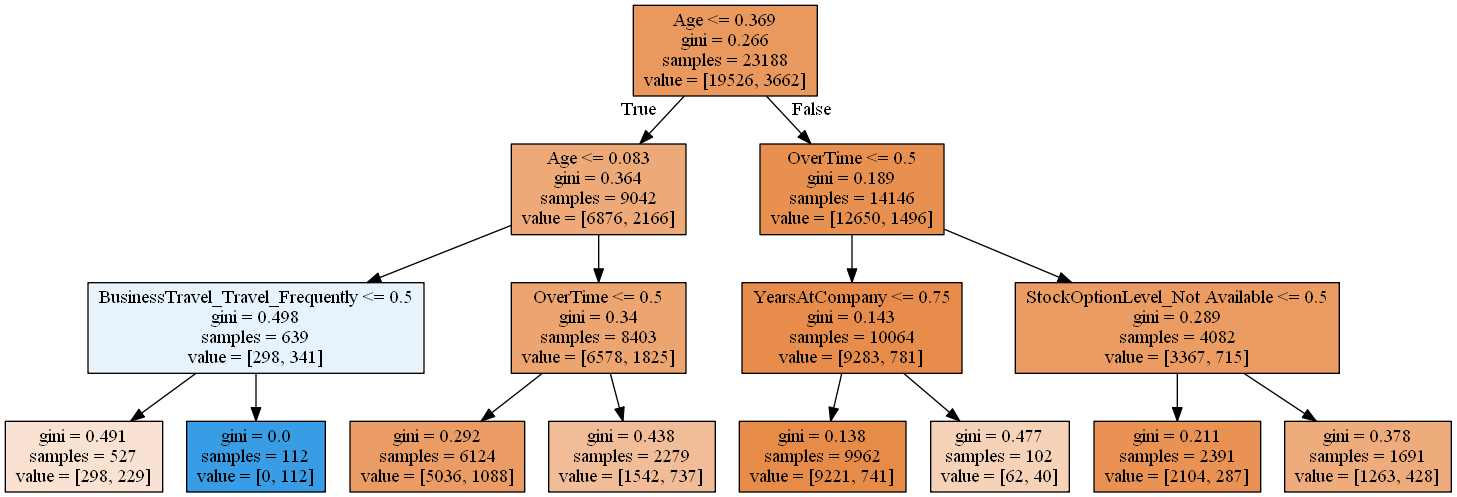 Age <= 0.369
gini = 0.266
samples = 23188
value = [19526, 3662]
True
False
Age <= 0.083
gini = 0.364
samples = 9042
value = [6876, 2166]
OverTime <= 0.5
gini = 0.189
samples = 14146
value = [12650, 1496]
BusinessTravel_Travel_Frequently <= 0.5
gini = 0.498
samples = 639
value = [298, 341]
OverTime <= 0.5
gini = 0.34
samples = 8403
value = [6578, 1825]
YearsAtCompany <= 0.75
gini = 0.143
samples = 10064
value = [9283, 781]
StockOptionLevel_Not Available <= 0.5
gini = 0.289
samples = 4082
value = [3367, 715]
gini = 0.491
samples = 527
value = [298, 229]
gini = 0.0
samples = 112
value = [0, 112]
gini = 0.292
samples = 6124
value = [5036, 1088]
gini = 0.438
samples = 2279
value = [1542, 737]
gini = 0.138
samples = 9962
value = [9221, 741]
gini = 0.477
samples = 102
value = [62, 40]
gini = 0.211
samples = 2391
value = [2104, 287]
gini = 0.378
samples = 1691
value = [1263, 428]